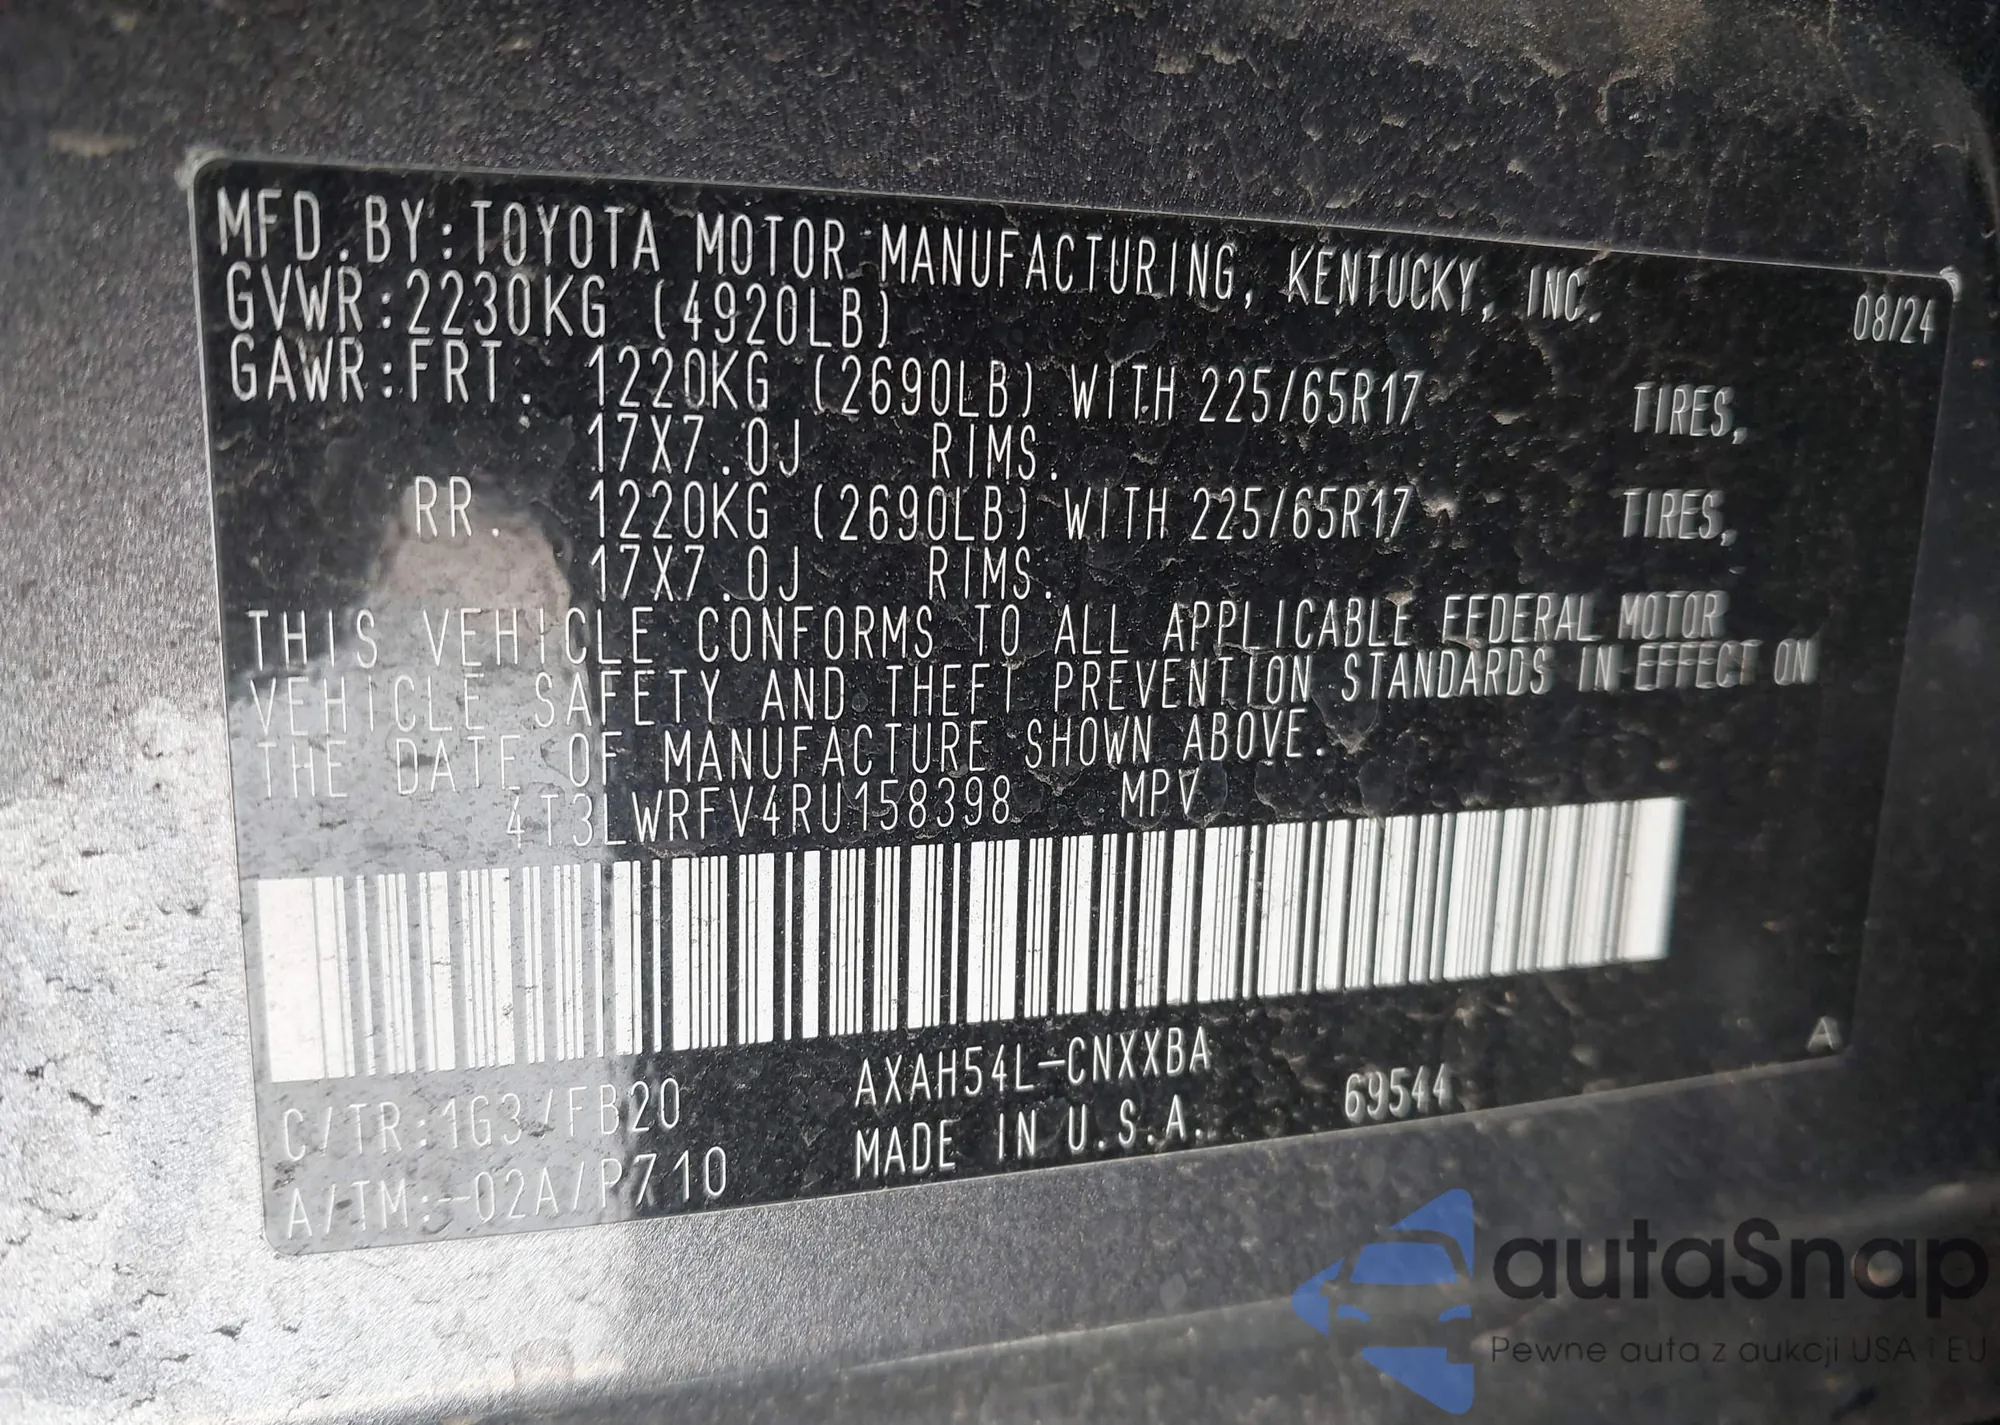 MFD.BY:TOYOTA MOTOR MANUFACTURING, KENTUCKY, INC. 08/24
GVWR:2230KG (4920LB)
GAWR:FRT. 1220KG (2690LB) WITH 225/65R17 TIRES,
17X7.0J RIMS.
RR. 1220KG (2690LB) WITH 225/65R17 TIRES,
17X7.0J RIMS.
THIS VEHICLE CONFORMS TO ALL APPLICABLE FEDERAL MOTOR
VEHICLE SAFETY AND THEFT PREVENTION STANDARDS IN EFFECT ON
THE DATE OF MANUFACTURE SHOWN ABOVE.
4T3LWRFV4RU158398 MPV
C/TR:1G3/FB20 AXAH54L-CNXXBA A
A/TM:-02A/P710 MADE IN U.S.A. 69544
autaSnap
Pewne auta z aukcji USA i EU